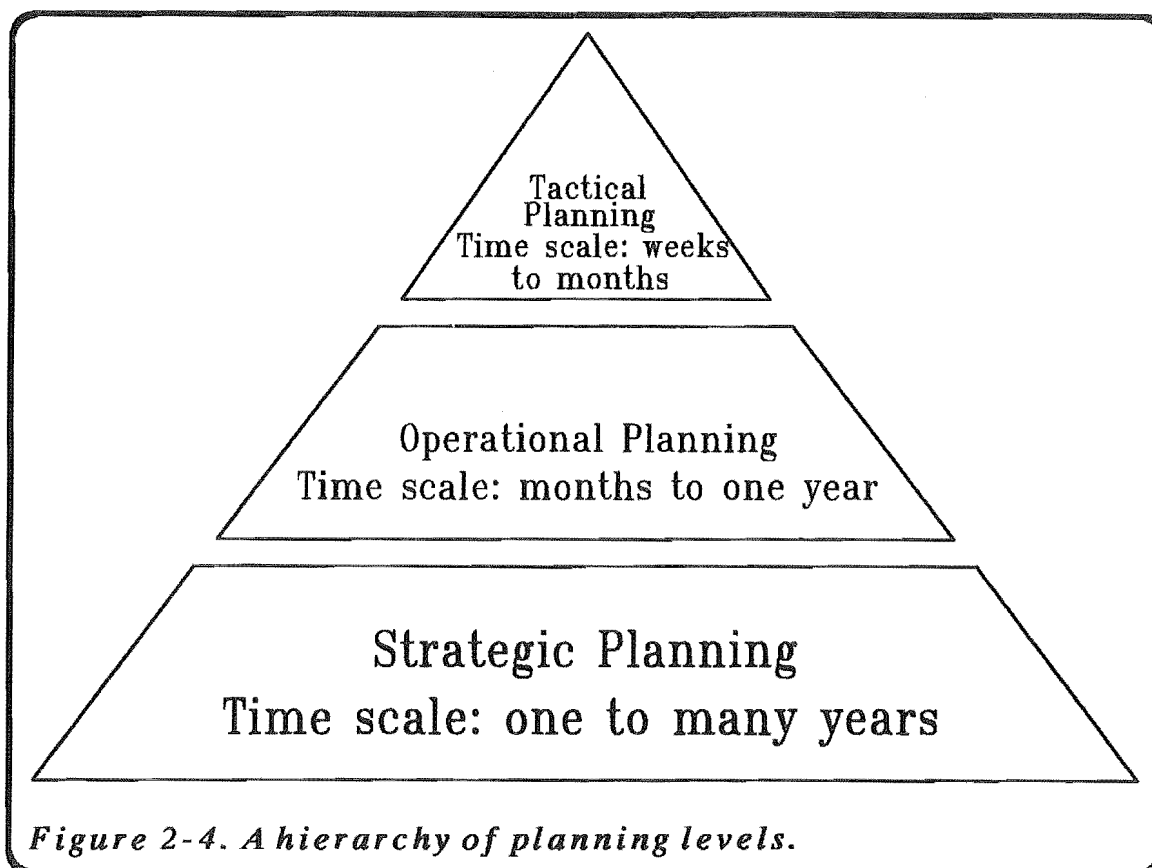 Tactical
Planning
Time scale: weeks
to months
Operational Planning
Time scale: months to one year
Strategic Planning
Time scale: one to many years
Figure 2-4. A hierarchy of planning levels.